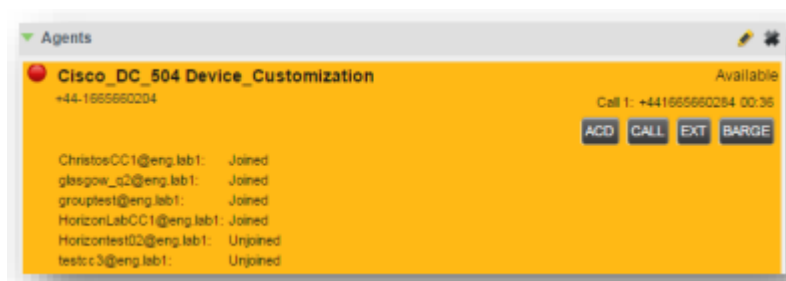 Agents
Cisco_DC_504 Device_Customization Available
+44-1665660204
Call 1: +441665660284 00:36
ACD CALL EXT BARGE
ChristosCC1@eng.lab1: Joined
glasgow_q2@eng.lab1: Joined
grouptest@eng.lab1: Joined
HorizonLabCC1@eng.lab1: Joined
Horizontest02@eng.lab1: Unjoined
testcc3@eng.lab1: Unjoined